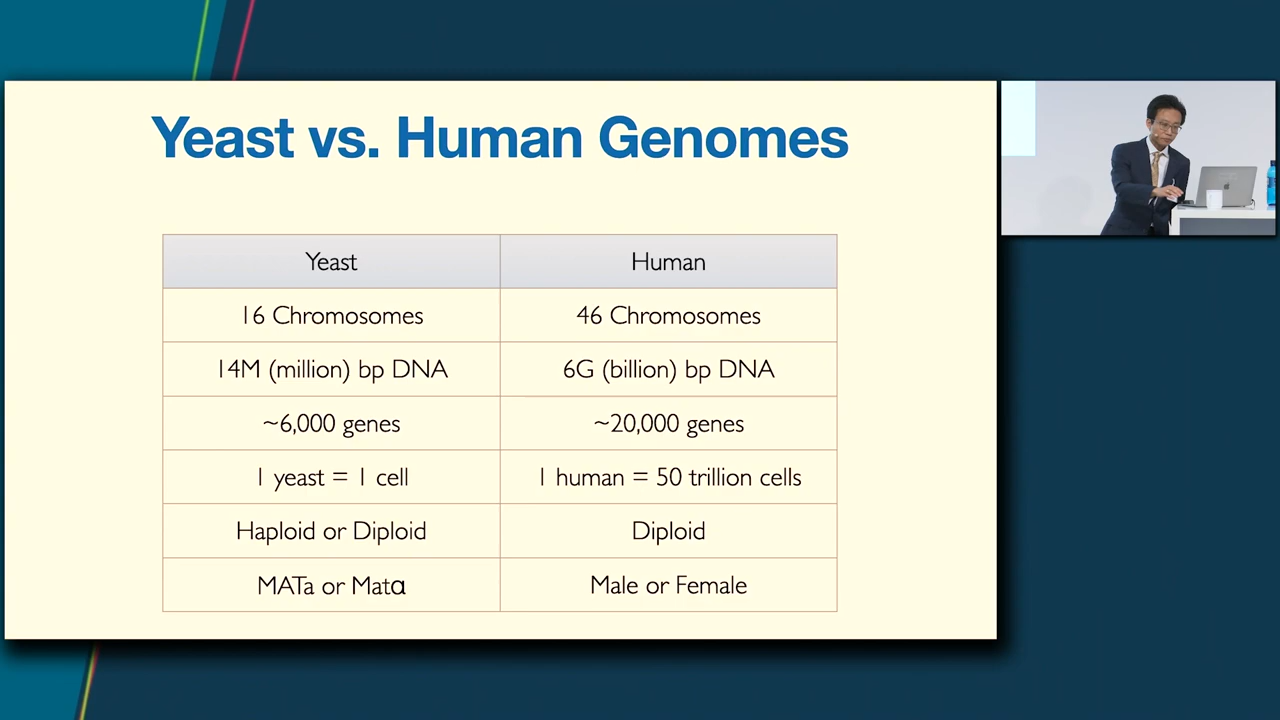 Yeast vs. Human Genomes
Yeast
Human
16 Chromosomes
46 Chromosomes
14M (million) bp DNA
6G (billion) bp DNA
~6,000 genes
~20,000 genes
1 yeast = 1 cell
1 human = 50 trillion cells
Haploid or Diploid
Diploid
MATa or Matα
Male or Female